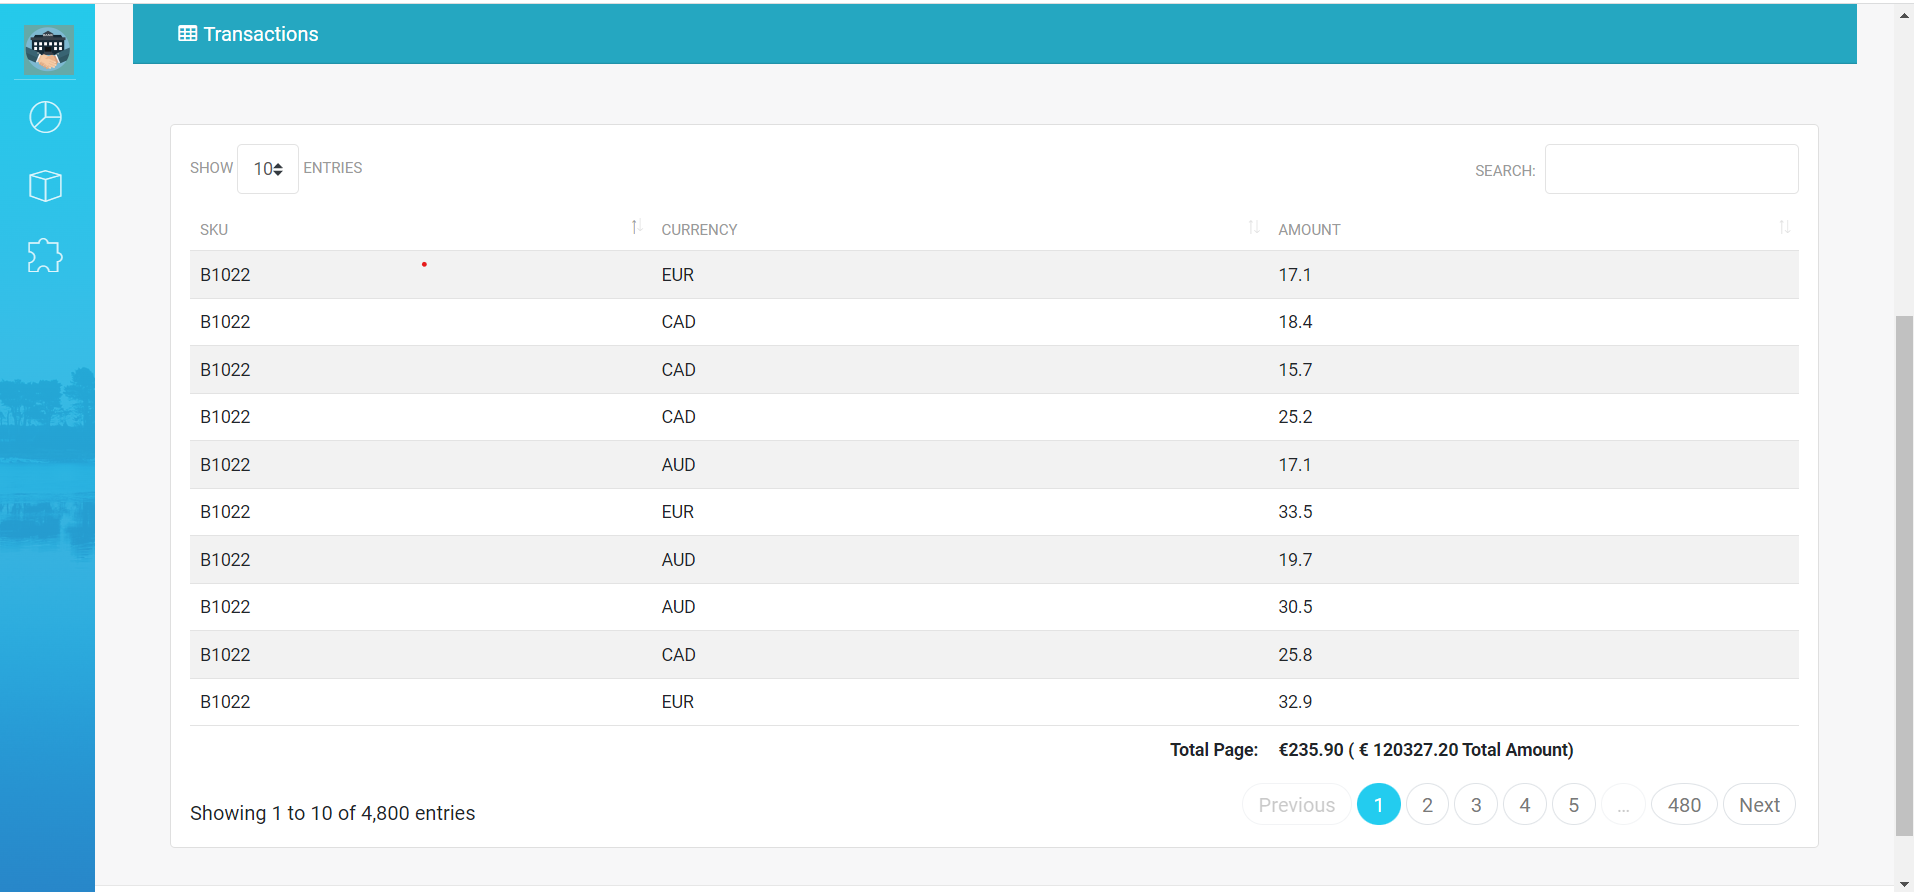 Transactions
SHOW 10 ENTRIES
SEARCH:
SKU CURRENCY AMOUNT
B1022 EUR 17.1
B1022 CAD 18.4
B1022 CAD 15.7
B1022 CAD 25.2
B1022 AUD 17.1
B1022 EUR 33.5
B1022 AUD 19.7
B1022 AUD 30.5
B1022 CAD 25.8
B1022 EUR 32.9
Total Page: €235.90 ( € 120327.20 Total Amount)
Showing 1 to 10 of 4,800 entries
Previous 1 2 3 4 5 ... 480 Next